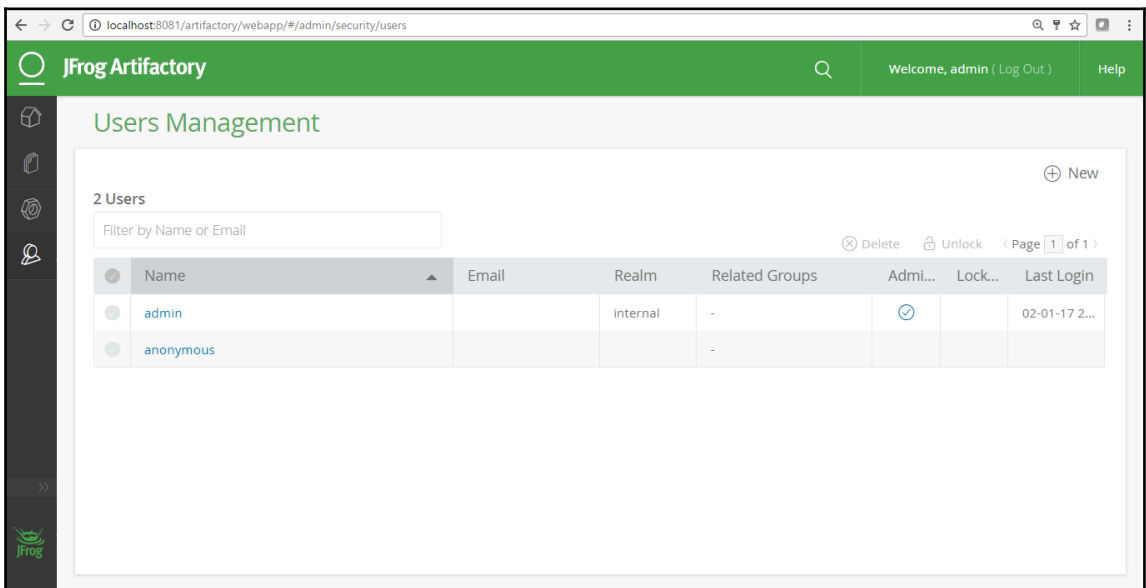 localhost:8081/artifactory/webapp/#/admin/security/users
JFrog Artifactory
Welcome, admin ( Log Out )
Help
Users Management
New
2 Users
Filter by Name or Email
Delete
Unlock
Page 1 of 1
Name Email Realm Related Groups Admi... Lock... Last Login
admin internal - 02-01-17 2...
anonymous -
JFrog